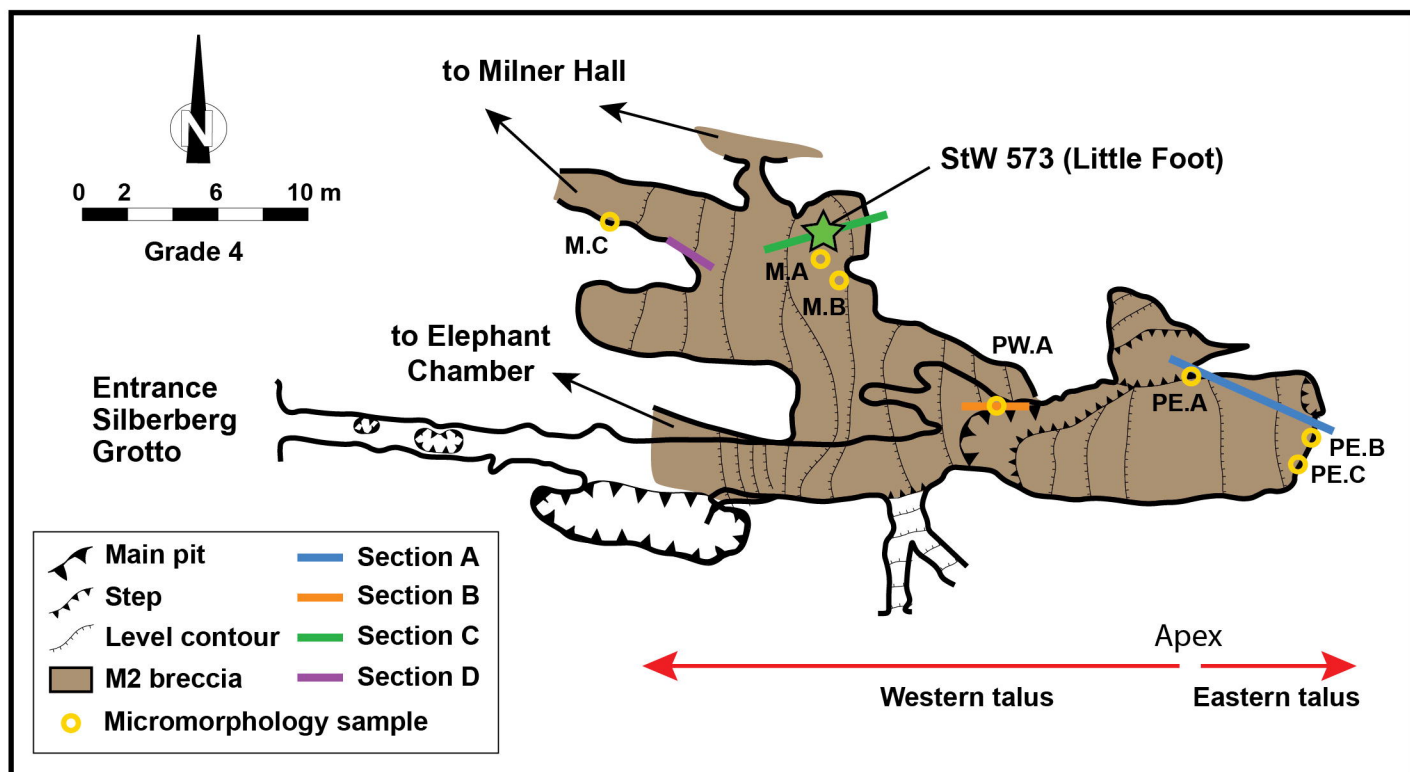 to Milner Hall
N
0 2 6 10 m
Grade 4
StW 573 (Little Foot)
M.C
M.A
M.B
to Elephant
Chamber
PW.A
Entrance
Silberberg
Grotto
PE.A
PE.B
PE.C
Main pit
Step
Level contour
M2 breccia
Micromorphology sample
Section A
Section B
Section C
Section D
Apex
Western talus
Eastern talus